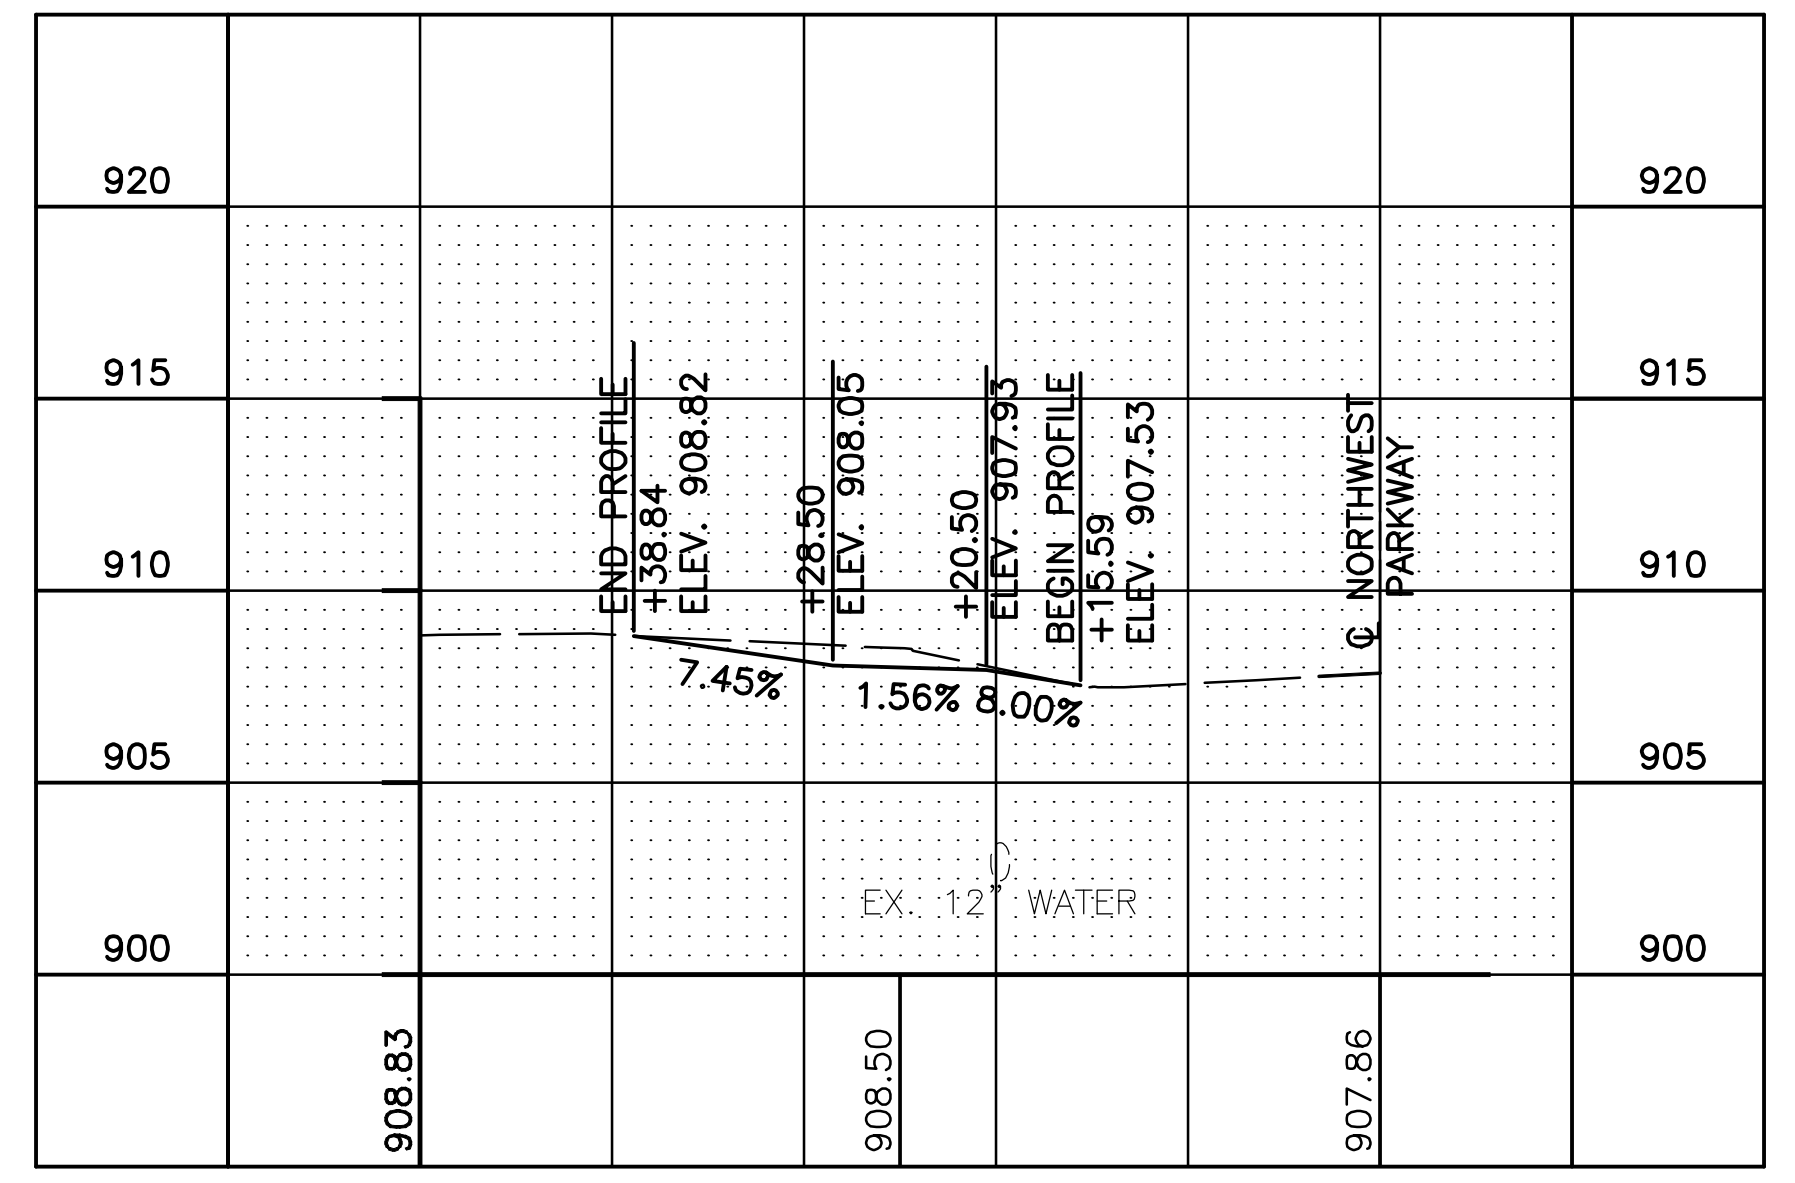 920
920
915
915
910
910
905
905
900
900
END PROFILE
+38.84
ELEV. 908.82
+28.50
ELEV. 908.05
+20.50
ELEV. 907.93
BEGIN PROFILE
+15.59
ELEV. 907.53
℄ NORTHWEST
PARKWAY
7.45%
1.56%
8.00%
EX. 12" WATER
908.83
908.50
907.86